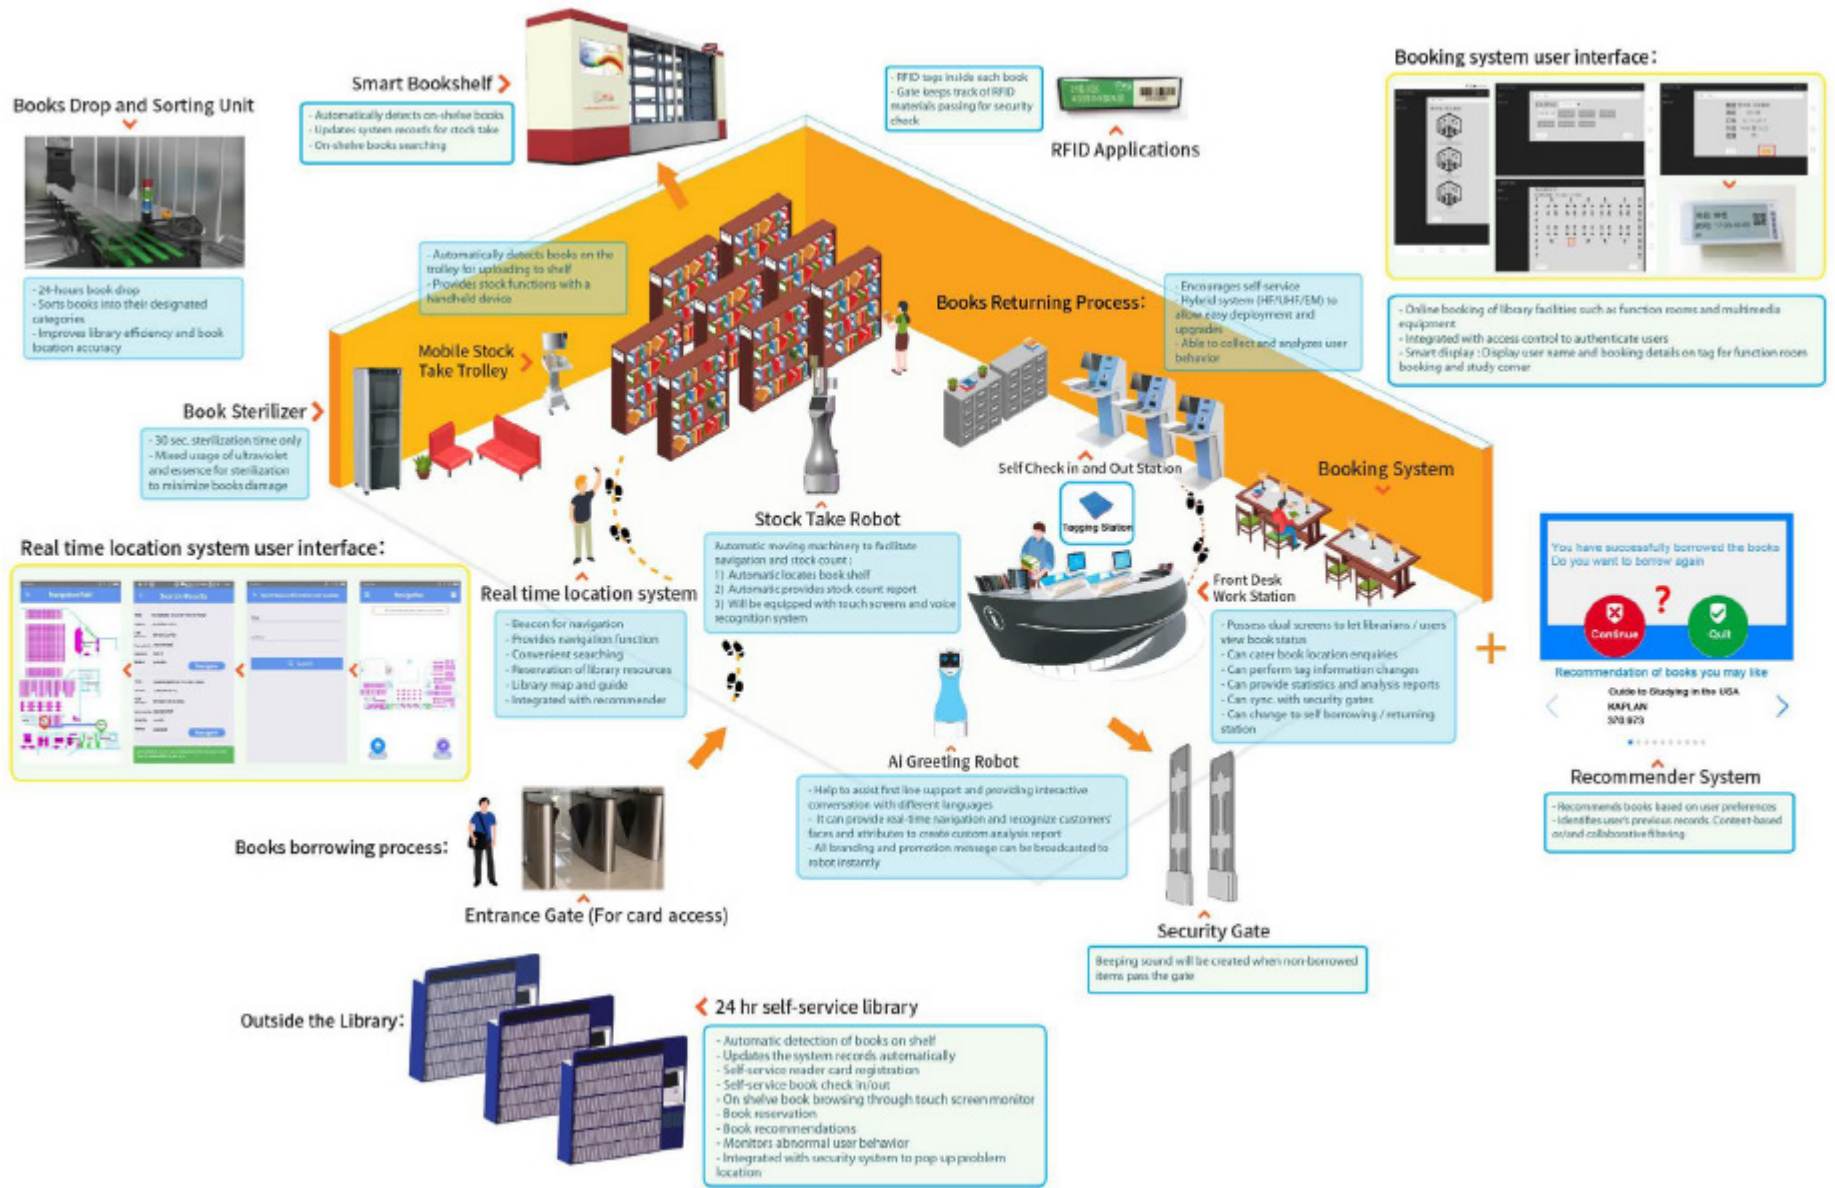 Smart Bookshelf
- Automatically detects on-shelve books
- Updates system records for stock take
- On-shelve books searching
Books Drop and Sorting Unit
- 24-hours book drop
- Sorts books into their designated
categories
- Improves library efficiency and book
location accuracy
- RFID tags inside each book
- Gate keeps track of RFID
materials passing for security
check
RFID Applications
Booking system user interface:
- Online booking of library facilities such as function rooms and multimedia
equipment
- Integrated with access control to authenticate users
- Smart display : Display user name and booking details on tag for function room
booking and study corner
- Automatically detects books on the
trolley for uploading to shelf
- Provides stock functions with a
handheld device
Mobile Stock
Take Trolley
Books Returning Process:
- Encourages self-service
- Hybrid system (HF/UHF/EM) to
allow easy deployment and
upgrades
- Able to collect and analyzes user
behavior
Book Sterilizer
- 30 sec. sterilization time only
- Mixed usage of ultraviolet
and essence for sterilization
to minimize books damage
Self Check in and Out Station
Tagging Station
Booking System
Stock Take Robot
Automatic moving machinery to facilitate
navigation and stock count :
1) Automatic locates book shelf
2) Automatic provides stock count report
3) Will be equipped with touch screens and voice
recognition system
Real time location system user interface:
Search Results
Navigation
Navigate
Navigate
Real time location system
- Beacon for navigation
- Provides navigation function
- Convenient searching
- Reservation of library resources
- Library map and guide
- Integrated with recommender
Front Desk
Work Station
- Possess dual screens to let librarians / users
view book status
- Can cater book location enquiries
- Can perform tag information changes
- Can provide statistics and analysis reports
- Can sync. with security gates
- Can change to self borrowing / returning
station
+
You have successfully borrowed the books
Do you want to borrow again
?
Continue
Quit
Recommendation of books you may like
Guide to Studying in the USA
KAPLAN
370.973
Recommender System
- Recommends books based on user preferences
- Identifies user's previous records. Content-based
or/and collaborative filtering
Ai Greeting Robot
- Help to assist first line support and providing interactive
conversation with different languages
- It can provide real-time navigation and recognize customers'
faces and attributes to create custom analysis report
- All branding and promotion message can be broadcasted to
robot instantly
Books borrowing process:
Entrance Gate (For card access)
Security Gate
Beeping sound will be created when non-borrowed
items pass the gate
Outside the Library:
24 hr self-service library
- Automatic detection of books on shelf
- Updates the system records automatically
- Self-service reader card registration
- Self-service book check in/out
- On shelve book browsing through touch screen monitor
- Book reservation
- Book recommendations
- Monitors abnormal user behavior
- Integrated with security system to pop up problem
location